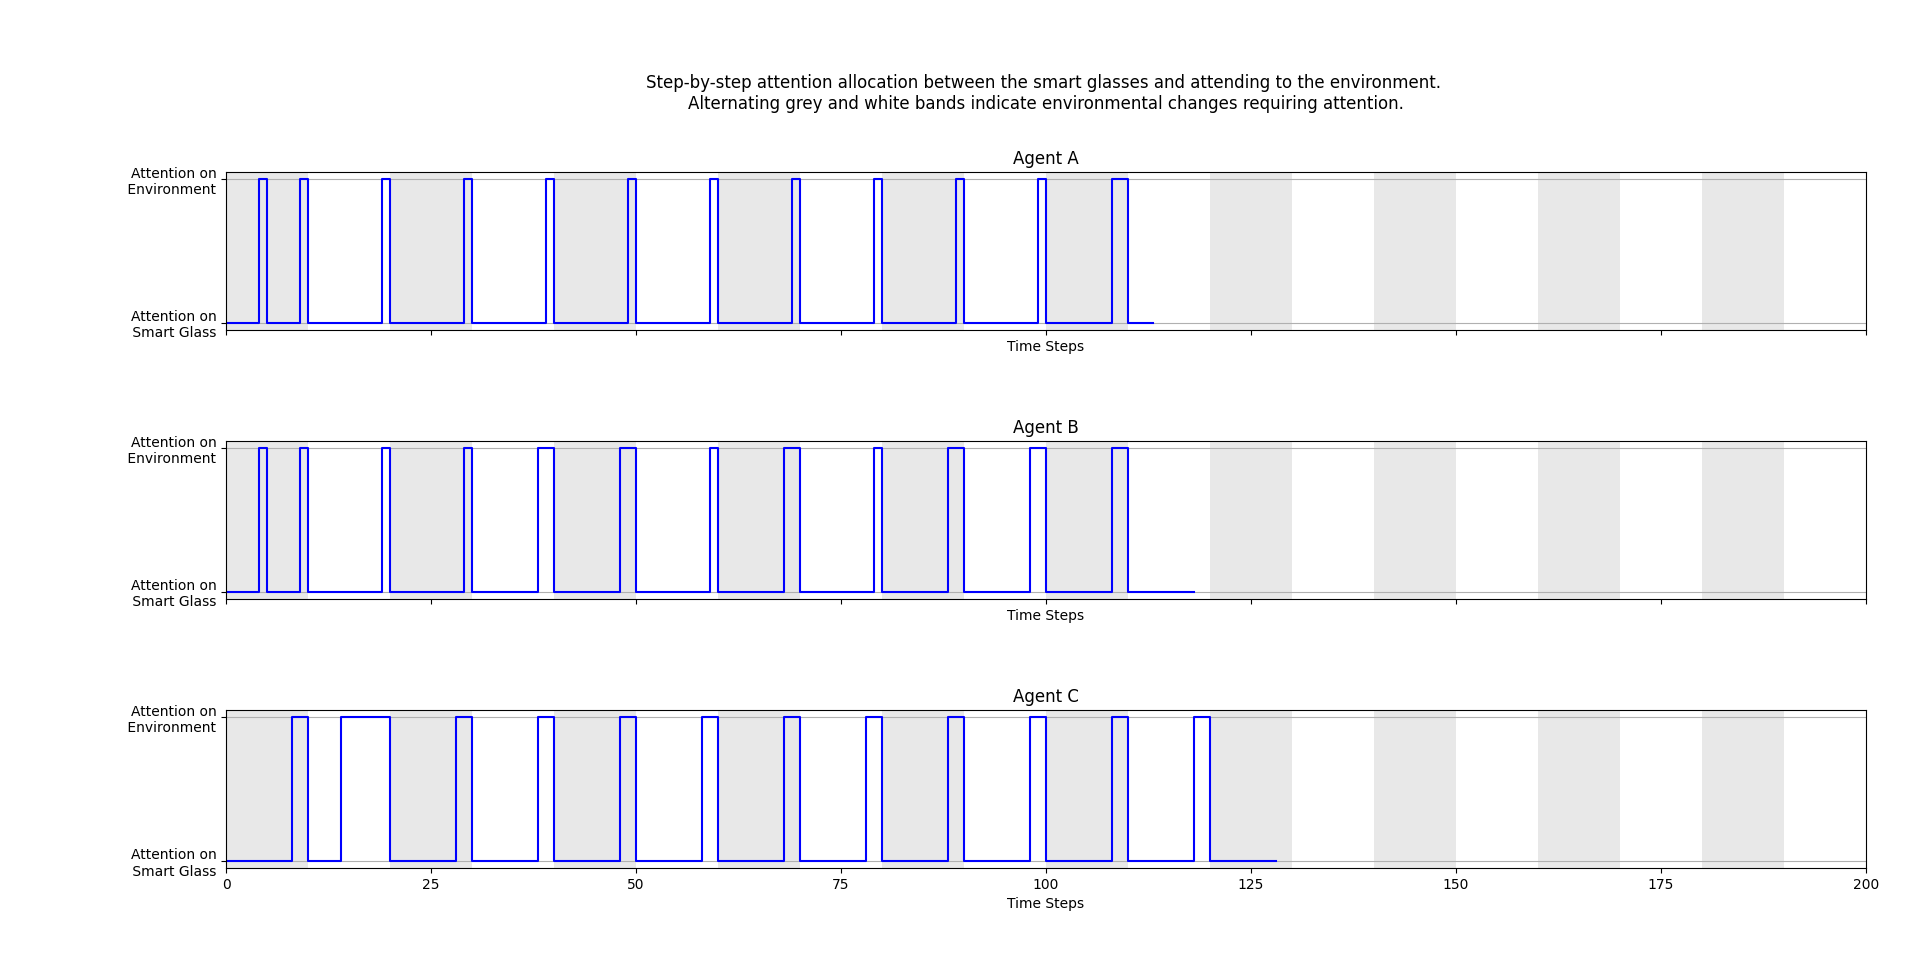 Step-by-step attention allocation between the smart glasses and attending to the environment.
Alternating grey and white bands indicate environmental changes requiring attention.
Agent A
Attention on
Environment
Attention on
Smart Glass
Time Steps
Agent B
Attention on
Environment
Attention on
Smart Glass
Time Steps
Agent C
Attention on
Environment
Attention on
Smart Glass
0 25 50 75 100 125 150 175 200
Time Steps